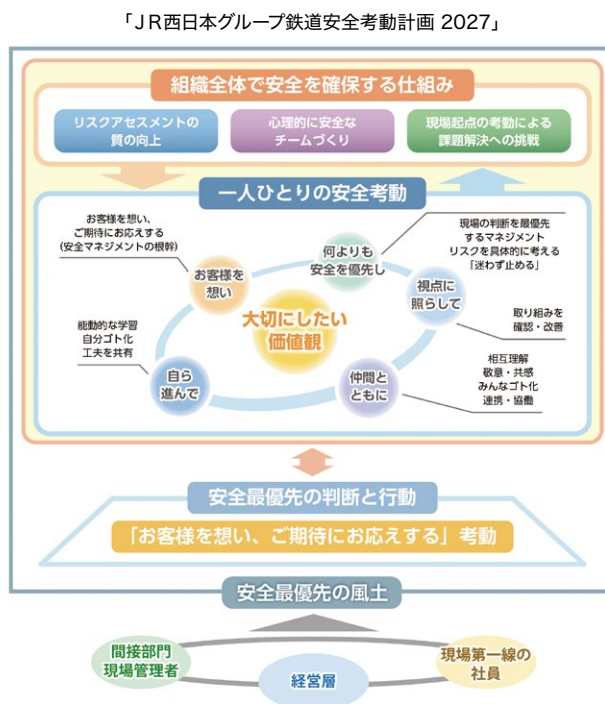 「JR西日本グループ鉄道安全考動計画 2027」
組織全体で安全を確保する仕組み
リスクアセスメントの
質の向上
心理的に安全な
チームづくり
現場起点の考動による
課題解決への挑戦
一人ひとりの安全考動
お客様を想い、
ご期待にお応えする
(安全マネジメントの根幹)
お客様を
想い
何よりも
安全を優先し
現場の判断を最優先
するマネジメント
リスクを具体的に考える
「迷わず止める」
視点に
照らして
取り組みを
確認・改善
大切にしたい
価値観
能動的な学習
自分ゴト化
工夫を共有
自ら
進んで
仲間と
ともに
相互理解
敬意・共感
みんなゴト化
連携・協働
安全最優先の判断と行動
「お客様を想い、ご期待にお応えする」考動
安全最優先の風土
間接部門
現場管理者
経営層
現場第一線の
社員